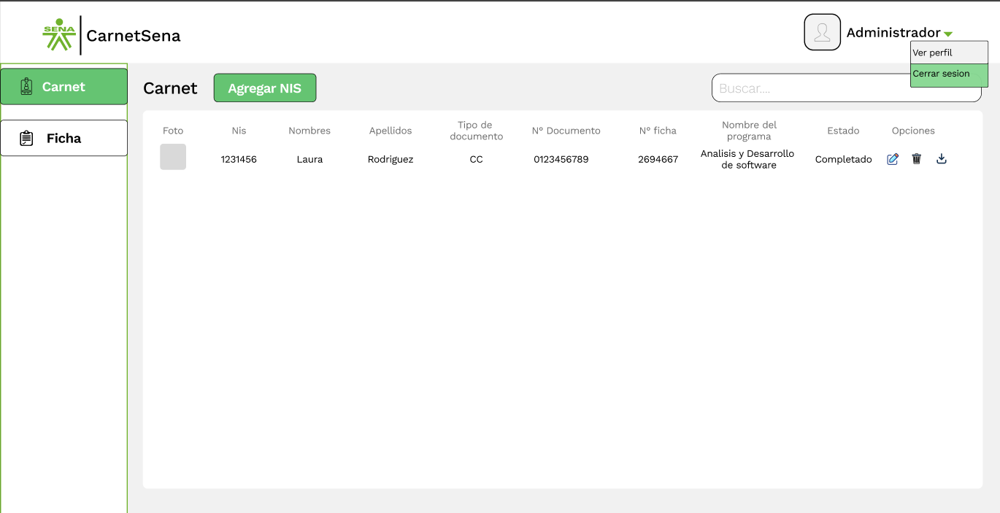 SENA
CarnetSena
Administrador
Ver perfil
Cerrar sesion
Carnet
Ficha
Carnet
Agregar NIS
Buscar....
Foto
Nis
Nombres
Apellidos
Tipo de
documento
N° Documento
N° ficha
Nombre del
programa
Estado
Opciones
1231456
Laura
Rodriguez
CC
0123456789
2694667
Analisis y Desarrollo
de software
Completado